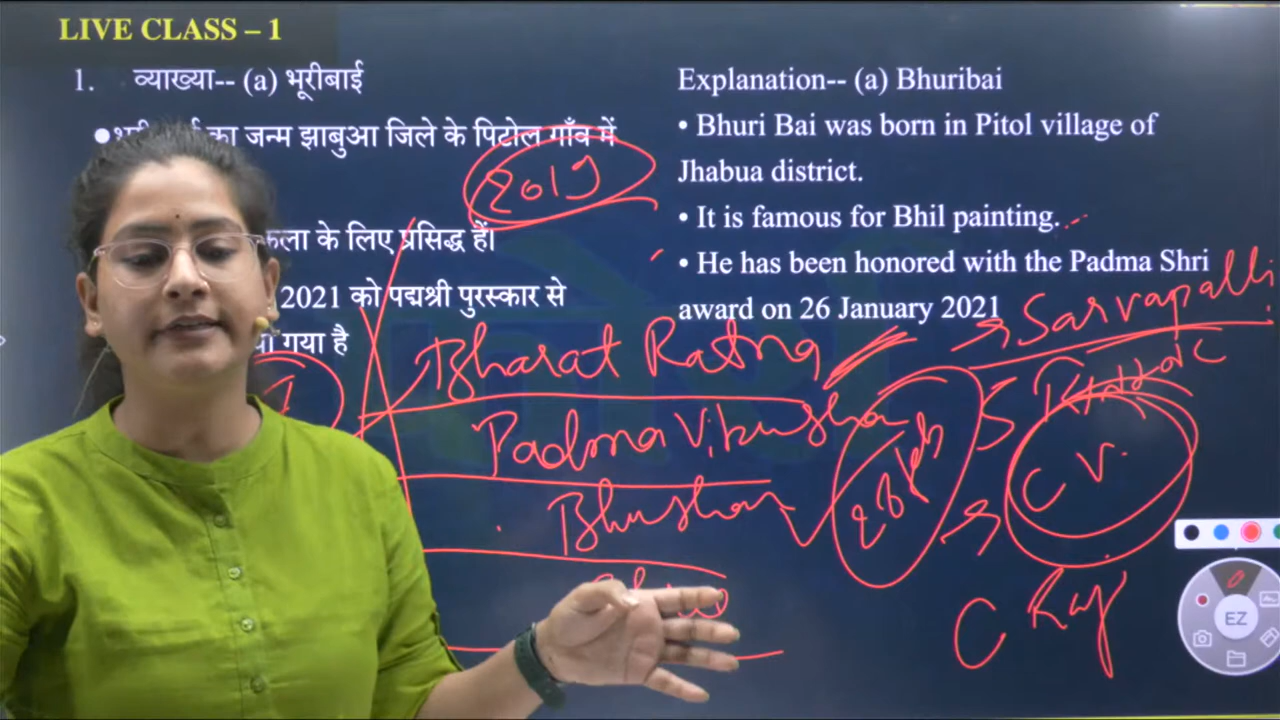 LIVE CLASS – 1
1. व्याख्या-- (a) भूरीबाई
का जन्म झाबुआ जिले के पिटोल गाँव में
2019
कला के लिए प्रसिद्ध हैं।
2021 को पद्मश्री पुरस्कार से
गया है
Explanation-- (a) Bhuribai
• Bhuri Bai was born in Pitol village of
Jhabua district.
• It is famous for Bhil painting.
• He has been honored with the Padma Shri
award on 26 January 2021
Bharat Ratna
Padma
Bhushan
Sarvapalli
C V.
C Raj
EZ